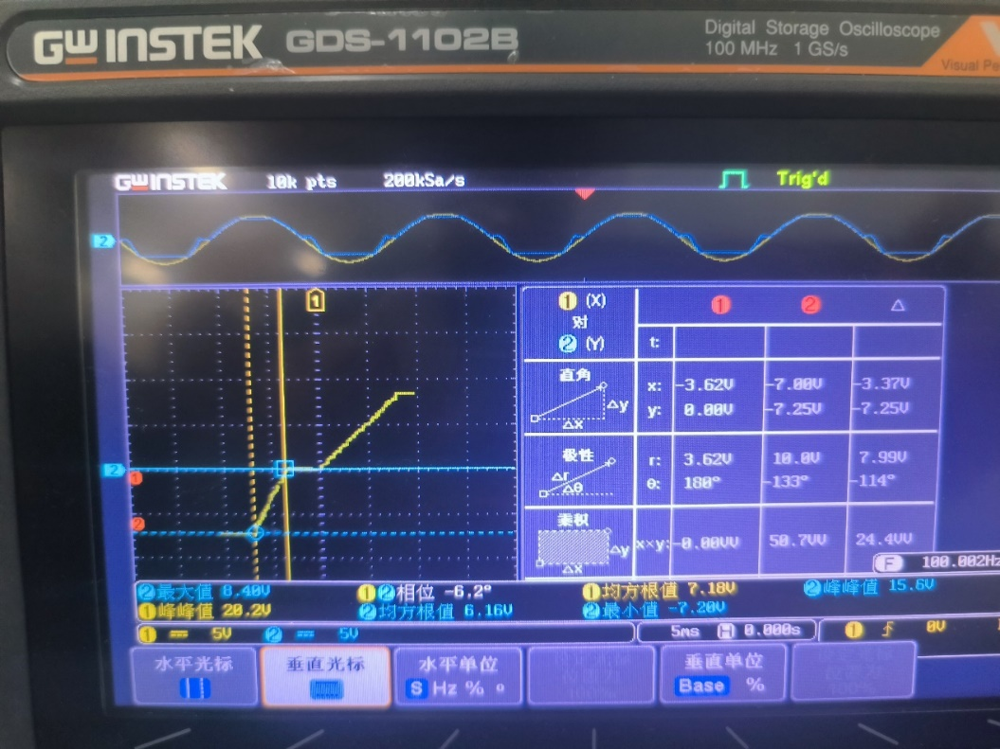 GW INSTEK GDS-1102B
Digital Storage Oscilloscope
100 MHz 1 GS/s
Visual Pe
GW INSTEK 10k pts 200kSa/s Trig'd
2
1
1 (X)
对
2 (Y)
1 2 △
t:
直角
△y
△x
x: -3.62V -7.00V -3.37V
y: 0.00V -7.25V -7.25V
极性
△r
△θ
r: 3.62V 10.0V 7.99V
θ: 180° -133° -114°
乘积
△y
△x
x×y: -0.00VV 50.7VV 24.4VV
2
1
2
F 100.002Hz
2 最大值 8.40V 1 2 相位 -6.2° 1 均方根值 7.18V 2 峰峰值 15.6V
1 峰峰值 20.2V 2 均方根值 6.16V 2 最小值 -7.20V
1 5V 2 5V 5ms H 0.000s 1 0V
水平光标 垂直光标 水平单位 垂直单位
S Hz % ° Base %